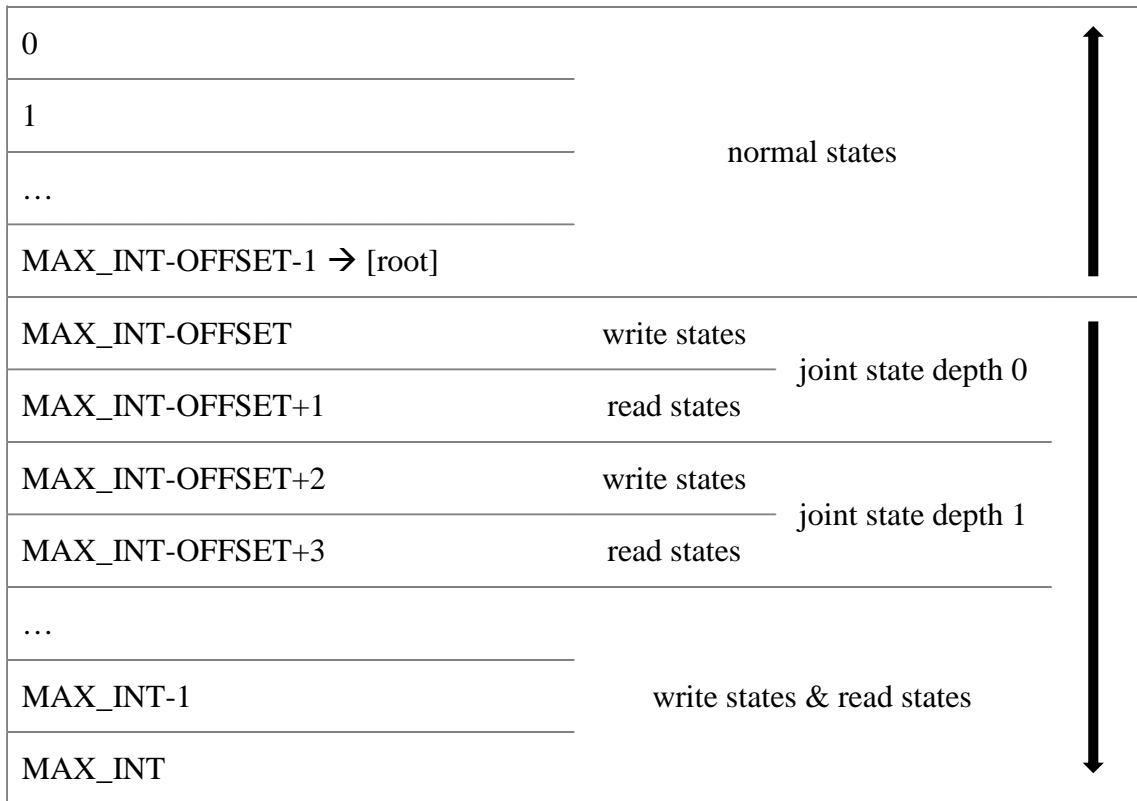 0
1
normal states
…
MAX_INT-OFFSET-1 → [root]
MAX_INT-OFFSET write states
joint state depth 0
MAX_INT-OFFSET+1 read states
MAX_INT-OFFSET+2 write states
joint state depth 1
MAX_INT-OFFSET+3 read states
…
MAX_INT-1 write states & read states
MAX_INT